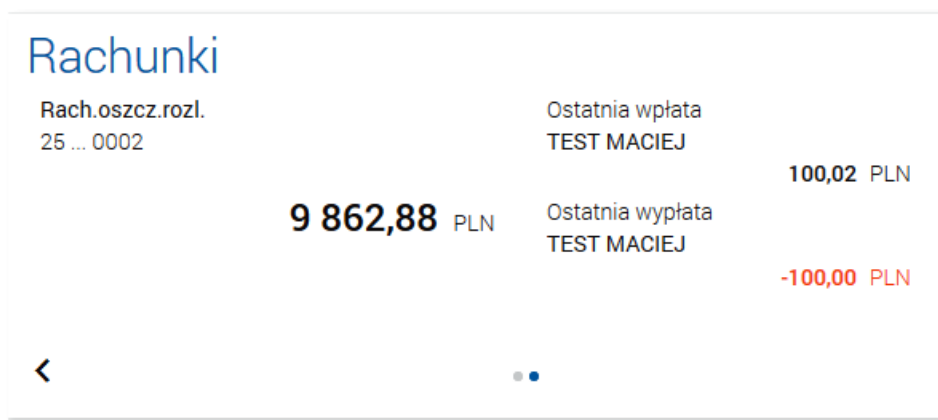 Rachunki
Rach.oszcz.rozl.
25 ... 0002
9 862,88 PLN
Ostatnia wpłata
TEST MACIEJ
100,02 PLN
Ostatnia wypłata
TEST MACIEJ
-100,00 PLN